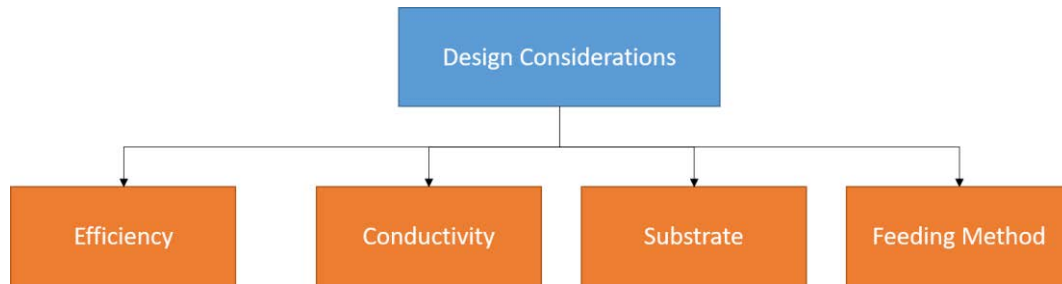 Design Considerations
Efficiency
Conductivity
Substrate
Feeding Method